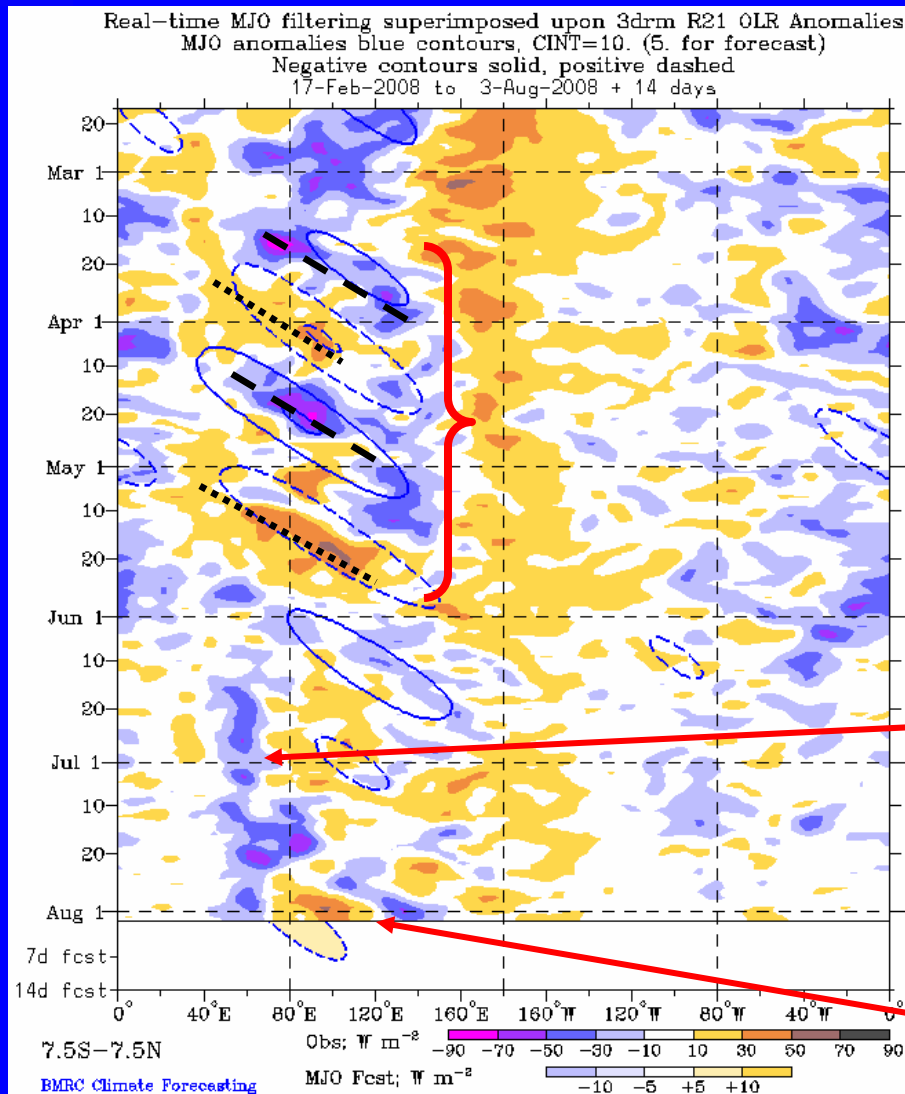 Real-time MJO filtering superimposed upon 3drm R21 OLR Anomalies
MJO anomalies blue contours, CINT=10. (5. for forecast)
Negative contours solid, positive dashed
17-Feb-2008 to 3-Aug-2008 + 14 days
20
Mar 1
10
20
Apr 1
10
20
May 1
10
20
Jun 1
10
20
Jul 1
10
20
Aug 1
7d fcst
14d fcst
0° 40°E 80°E 120°E 160°E 160°W 120°W 80°W 40°W 0°
7.5S-7.5N
Obs; W m⁻² -90 -70 -50 -30 -10 10 30 50 70 90
MJO Fcst; W m⁻² -10 -5 +5 +10
BMRC Climate Forecasting